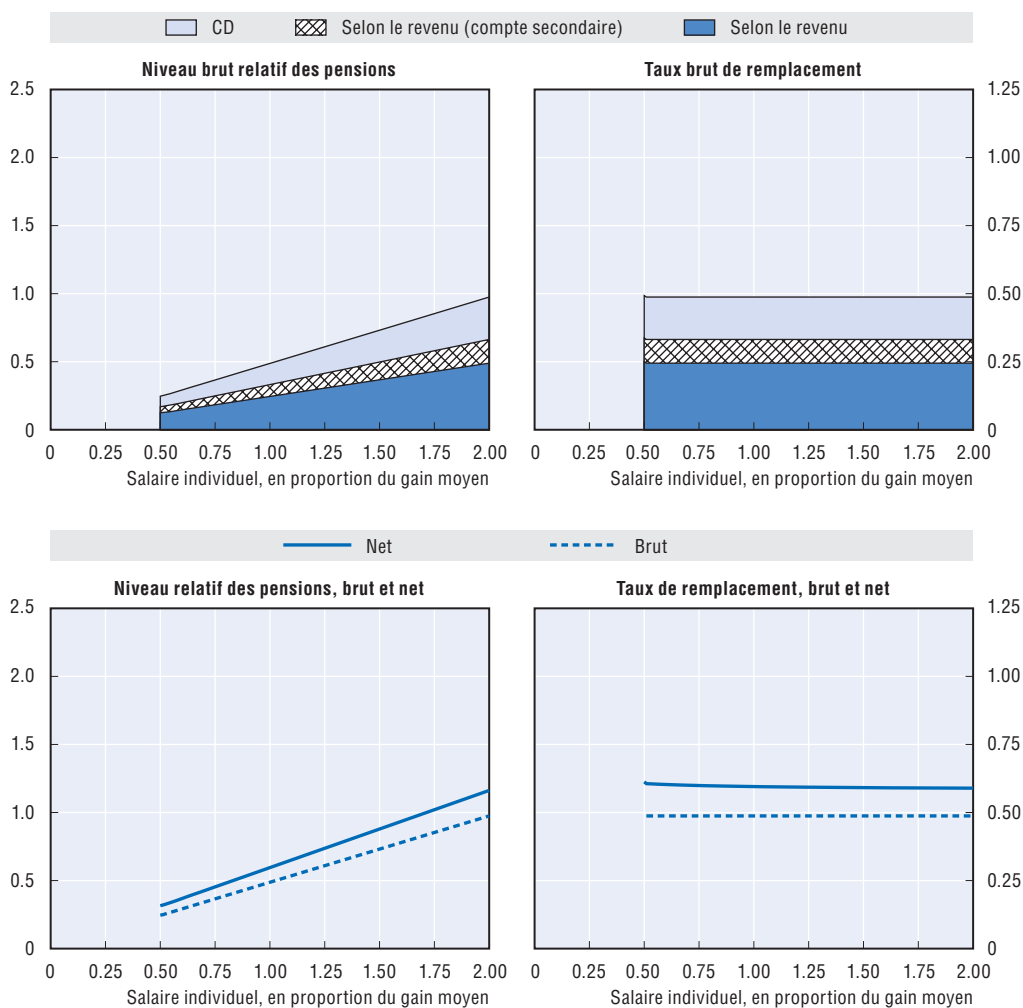 CD Selon le revenu (compte secondaire) Selon le revenu
Niveau brut relatif des pensions
2.5
2.0
1.5
1.0
0.5
0
0 0.25 0.50 0.75 1.00 1.25 1.50 1.75 2.00
Salaire individuel, en proportion du gain moyen
Taux brut de remplacement
1.25
1.00
0.75
0.50
0.25
0
0 0.25 0.50 0.75 1.00 1.25 1.50 1.75 2.00
Salaire individuel, en proportion du gain moyen
Net Brut
Niveau relatif des pensions, brut et net
2.5
2.0
1.5
1.0
0.5
0
0 0.25 0.50 0.75 1.00 1.25 1.50 1.75 2.00
Salaire individuel, en proportion du gain moyen
Taux de remplacement, brut et net
1.25
1.00
0.75
0.50
0.25
0
0 0.25 0.50 0.75 1.00 1.25 1.50 1.75 2.00
Salaire individuel, en proportion du gain moyen